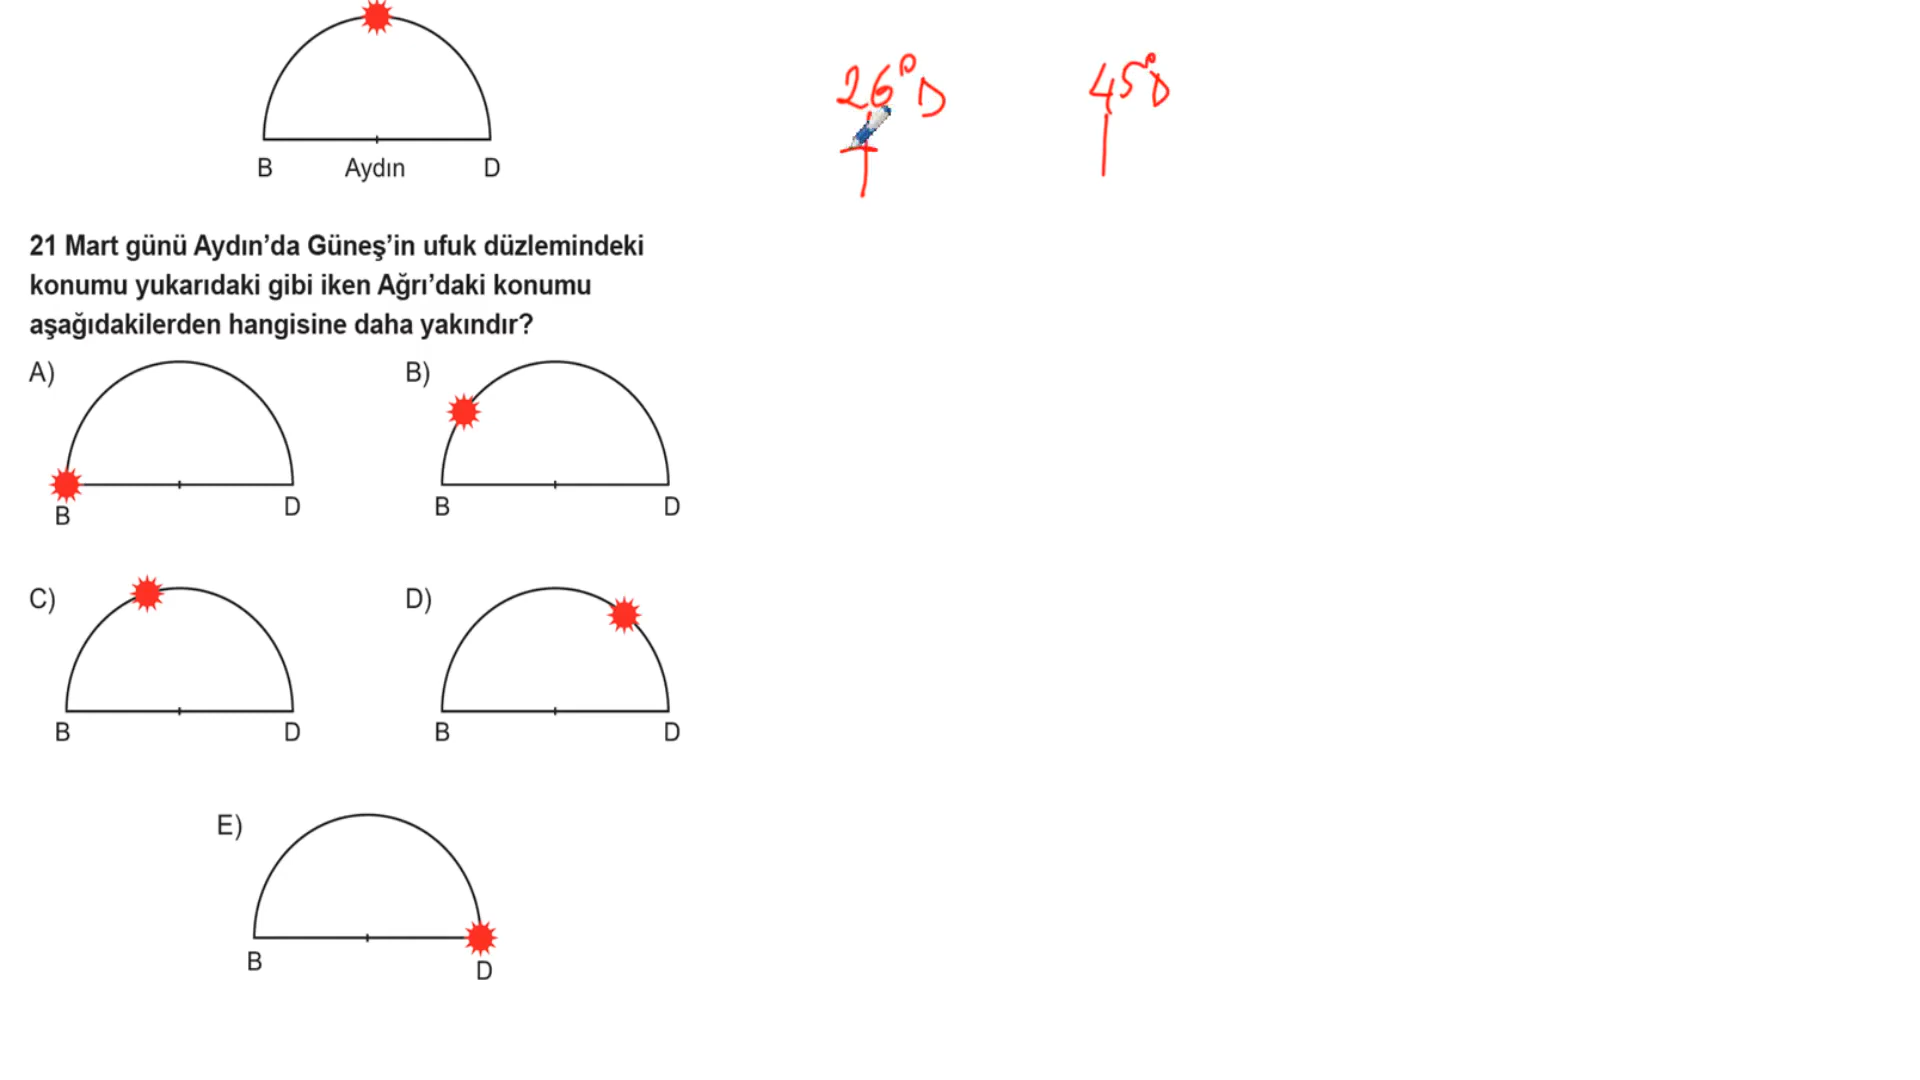 B Aydın D
26°D 45°D
21 Mart günü Aydın’da Güneş’in ufuk düzlemindeki
konumu yukarıdaki gibi iken Ağrı’daki konumu
aşağıdakilerden hangisine daha yakındır?
A) B D
B) B D
C) B D
D) B D
E) B D